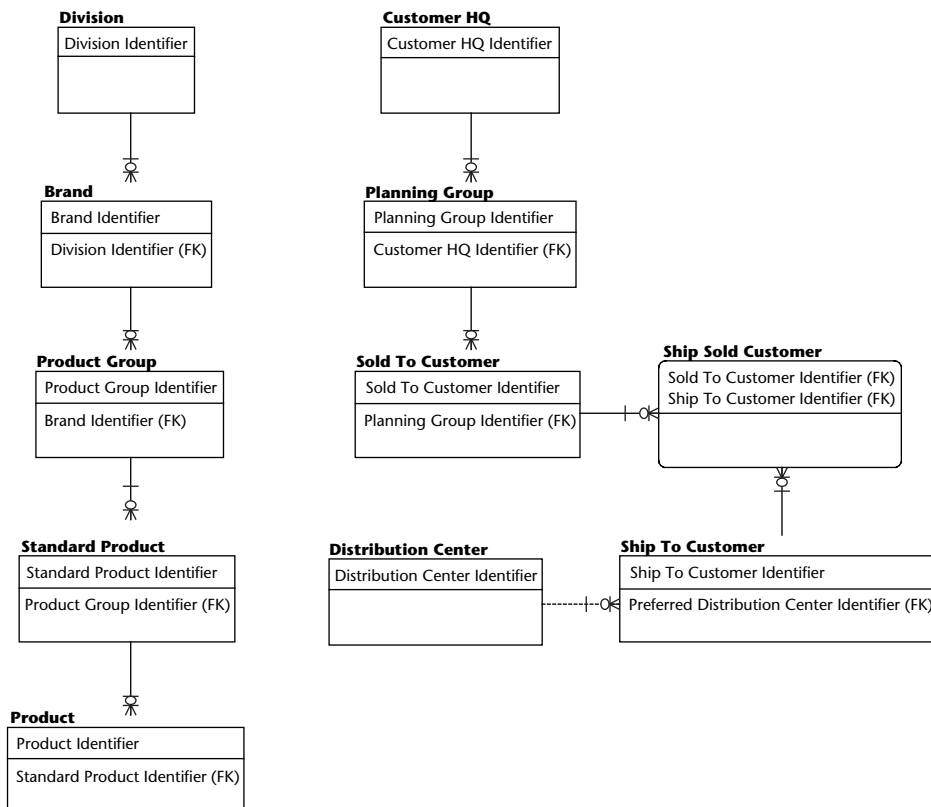 Division
Division Identifier
Brand
Brand Identifier
Division Identifier (FK)
Product Group
Product Group Identifier
Brand Identifier (FK)
Standard Product
Standard Product Identifier
Product Group Identifier (FK)
Product
Product Identifier
Standard Product Identifier (FK)
Customer HQ
Customer HQ Identifier
Planning Group
Planning Group Identifier
Customer HQ Identifier (FK)
Sold To Customer
Sold To Customer Identifier
Planning Group Identifier (FK)
Ship Sold Customer
Sold To Customer Identifier (FK)
Ship To Customer Identifier (FK)
Distribution Center
Distribution Center Identifier
Ship To Customer
Ship To Customer Identifier
Preferred Distribution Center Identifier (FK)